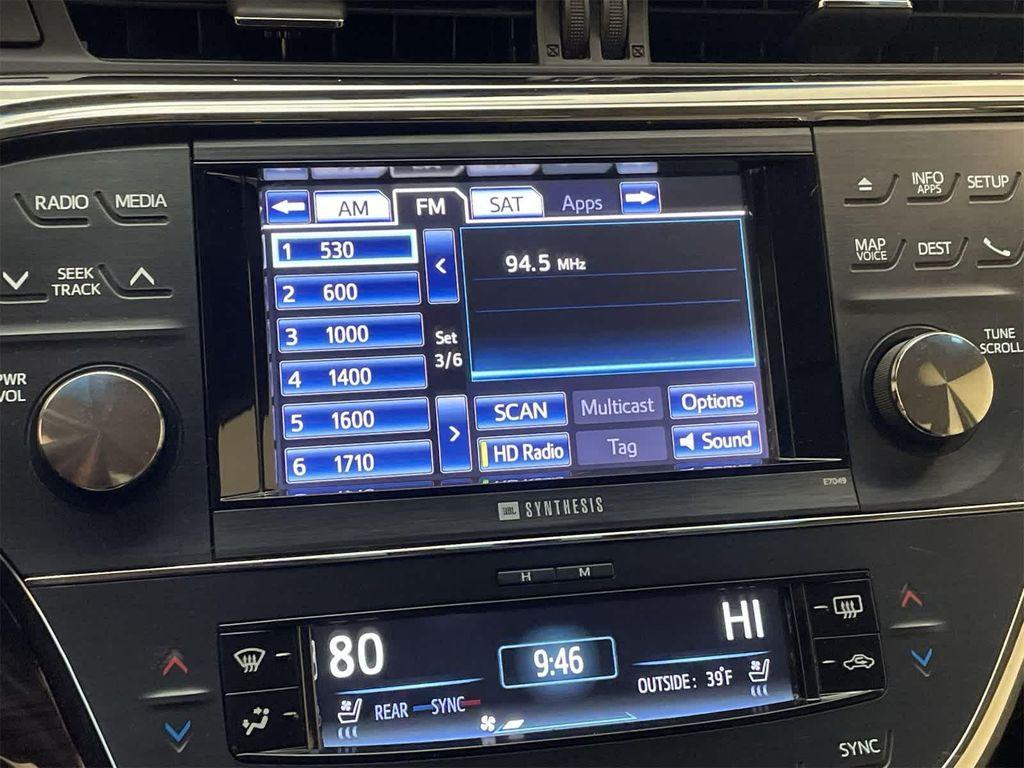 RADIO MEDIA
SEEK
TRACK
PWR
VOL
AM FM SAT Apps
1 530
2 600
3 1000
4 1400
5 1600
6 1710
<
Set
3/6
>
94.5 MHz
SCAN Multicast Options
HD Radio Tag Sound
INFO
APPS
SETUP
MAP
VOICE
DEST
TUNE
SCROLL
E7049
JBL SYNTHESIS
H M
80 HI
9:46
OUTSIDE: 39°F
REAR SYNC
SYNC